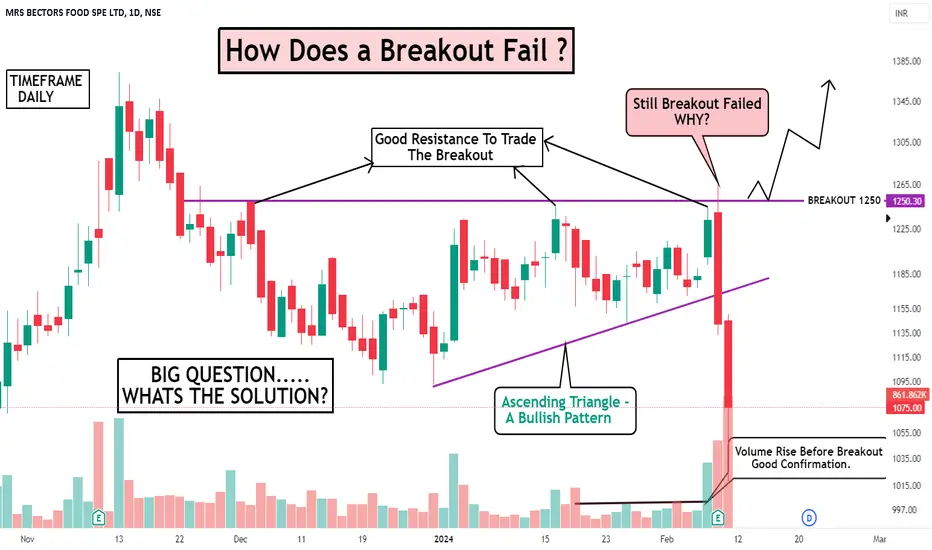 MRS BECTORS FOOD SPE LTD, 1D, NSE
INR
How Does a Breakout Fail ?
TIMEFRAME
DAILY
Still Breakout Failed
WHY?
Good Resistance To Trade
The Breakout
BREAKOUT 1250
1385.00
1345.00
1305.00
1265.00
1250.30
1225.00
1185.00
1155.00
1135.00
1115.00
1095.00
861.862K
1075.00
1055.00
1035.00
1015.00
997.00
BIG QUESTION.....
WHATS THE SOLUTION?
Ascending Triangle -
A Bullish Pattern
Volume Rise Before Breakout
Good Confirmation.
E
E
D
Nov
13
22
Dec
11
20
2024
15
23
Feb
12
20
Mar